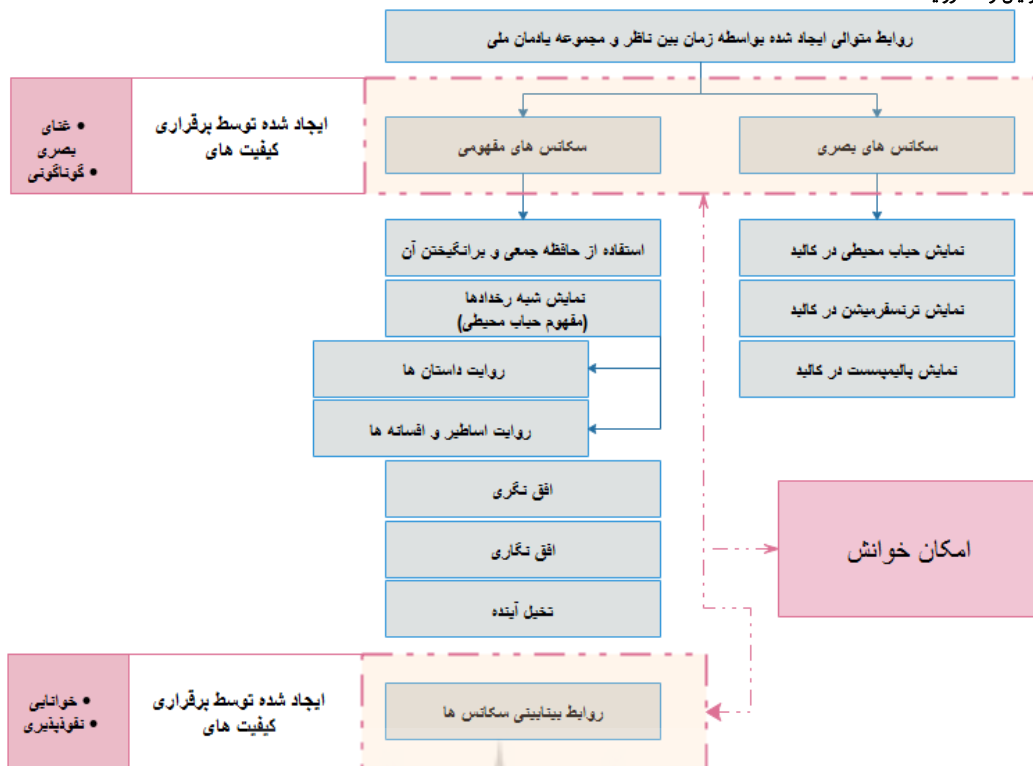 روابط متوالی ایجاد شده بواسطه زمان بین ناظر و مجموعه یادمان ملی
سکانس های بصری
سکانس های مفهومی
ایجاد شده توسط برقراری
کیفیت های
• غنای
بصری
• گوناگونی
نمایش حباب محیطی در کالبد
نمایش ترنسفرمیشن در کالبد
نمایش پالیمپسست در کالبد
استفاده از حافظه جمعی و برانگیختن آن
نمایش شبه رخدادها
(مفهوم حباب محیطی)
روایت داستان ها
روایت اساطیر و افسانه ها
افق نگری
افق نگاری
تخیل آینده
امکان خوانش
روابط بینابینی سکانس ها
ایجاد شده توسط برقراری
کیفیت های
• خوانایی
• نفوذپذیری